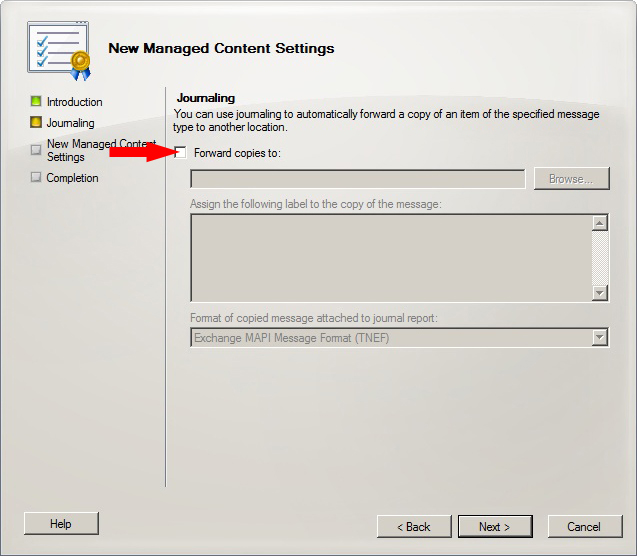 New Managed Content Settings
Introduction
Journaling
New Managed Content
Settings
Completion
Journaling
You can use journaling to automatically forward a copy of an item of the specified message
type to another location.
Forward copies to:
Browse...
Assign the following label to the copy of the message:
Format of copied message attached to journal report:
Exchange MAPI Message Format (TNEF)
Help
< Back
Next >
Cancel